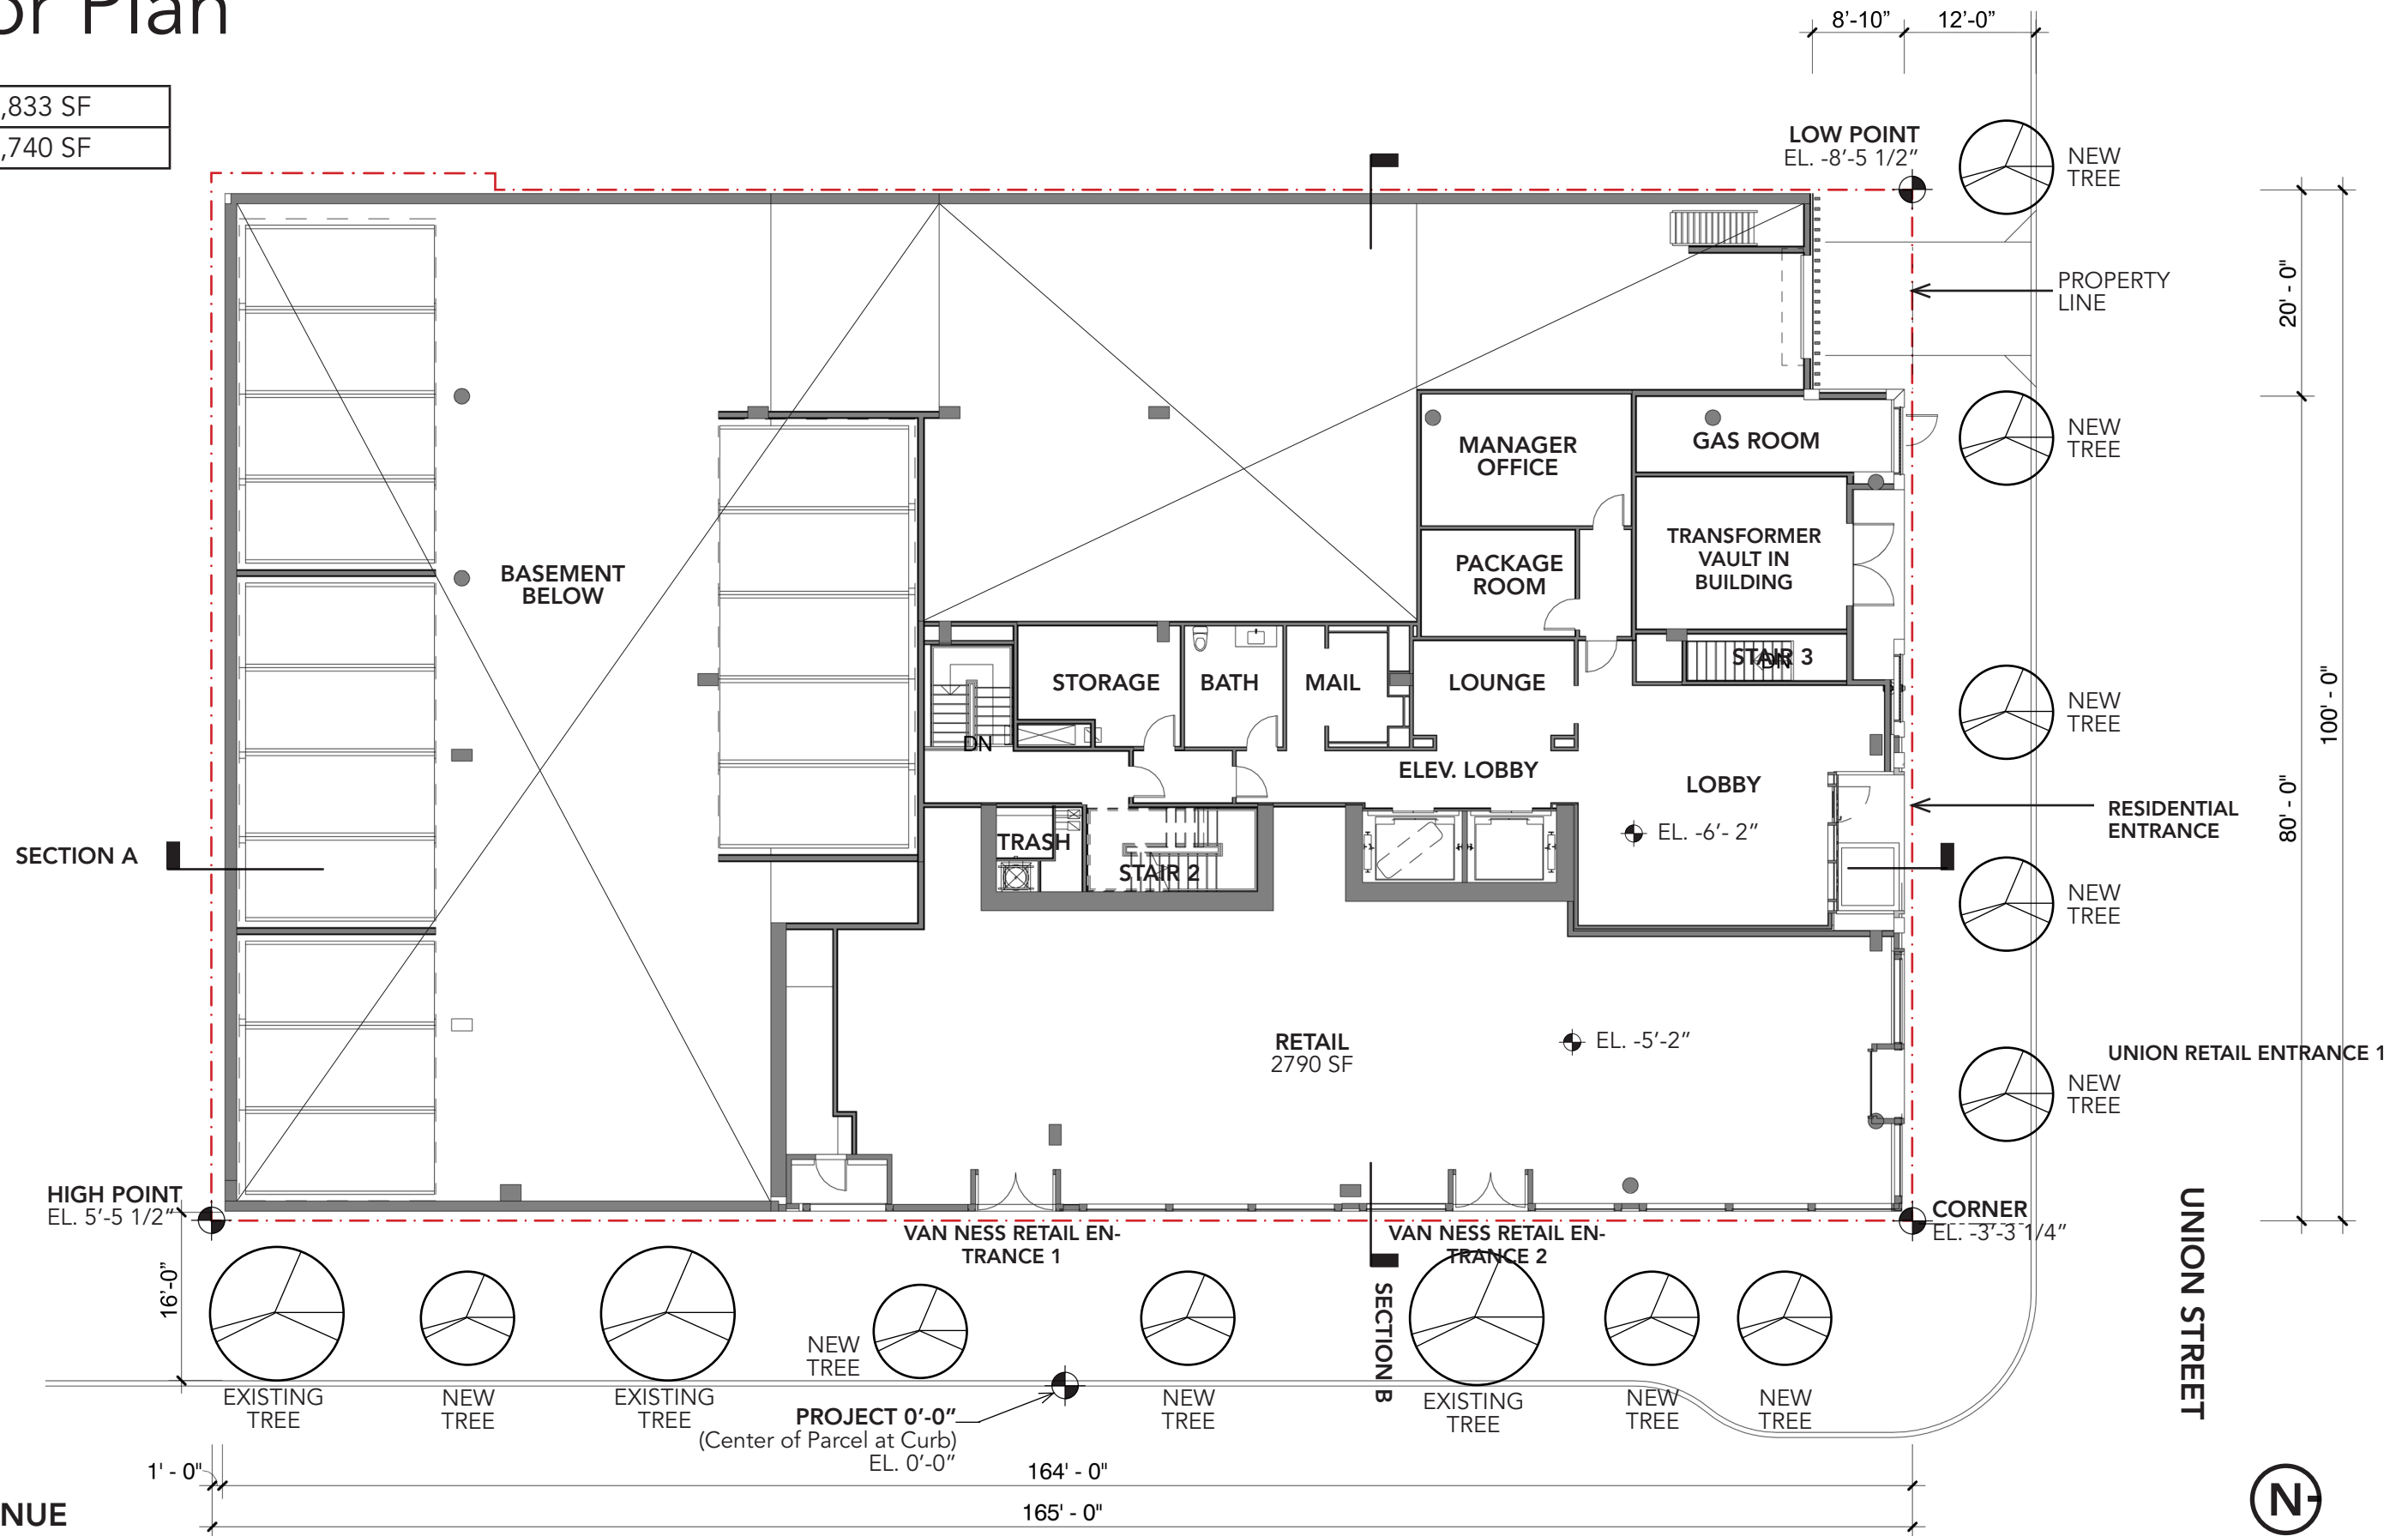 or Plan
,833 SF
,740 SF
8'-10"
12'-0"
LOW POINT
EL. -8'-5 1/2"
NEW
TREE
PROPERTY
LINE
20' - 0"
NEW
TREE
MANAGER
OFFICE
GAS ROOM
TRANSFORMER
VAULT IN
BUILDING
PACKAGE
ROOM
BASEMENT
BELOW
STAIR 3
DN
STORAGE
BATH
MAIL
LOUNGE
NEW
TREE
100' - 0"
DN
ELEV. LOBBY
LOBBY
EL. -6'- 2"
RESIDENTIAL
ENTRANCE
80' - 0"
TRASH
STAIR 2
SECTION A
NEW
TREE
RETAIL
2790 SF
EL. -5'-2"
UNION RETAIL ENTRANCE 1
NEW
TREE
HIGH POINT
EL. 5'-5 1/2"
CORNER
EL. -3'-3 1/4"
VAN NESS RETAIL EN-
TRANCE 1
VAN NESS RETAIL EN-
TRANCE 2
16'-0"
SECTION B
UNION STREET
EXISTING
TREE
NEW
TREE
EXISTING
TREE
NEW
TREE
NEW
TREE
EXISTING
TREE
NEW
TREE
NEW
TREE
PROJECT 0'-0"
(Center of Parcel at Curb)
EL. 0'-0"
1' - 0"
164' - 0"
165' - 0"
NUE
N